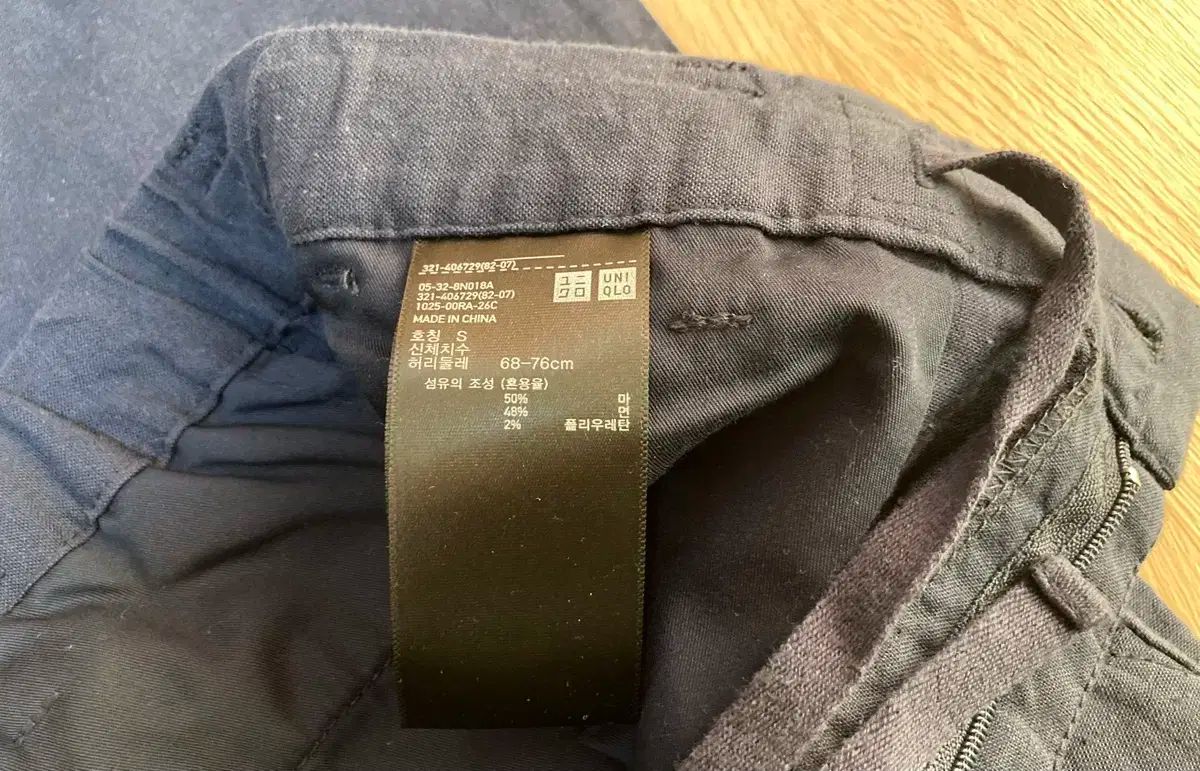 321-406729(82-07)
ユニ
クロ
UNI
QLO
05-32-8N018A
321-406729(82-07)
1025-00RA-26C
MADE IN CHINA
호칭 S
신체치수
허리둘레 68-76cm
섬유의 조성 (혼용율)
50% 마
48% 면
2% 폴리우레탄